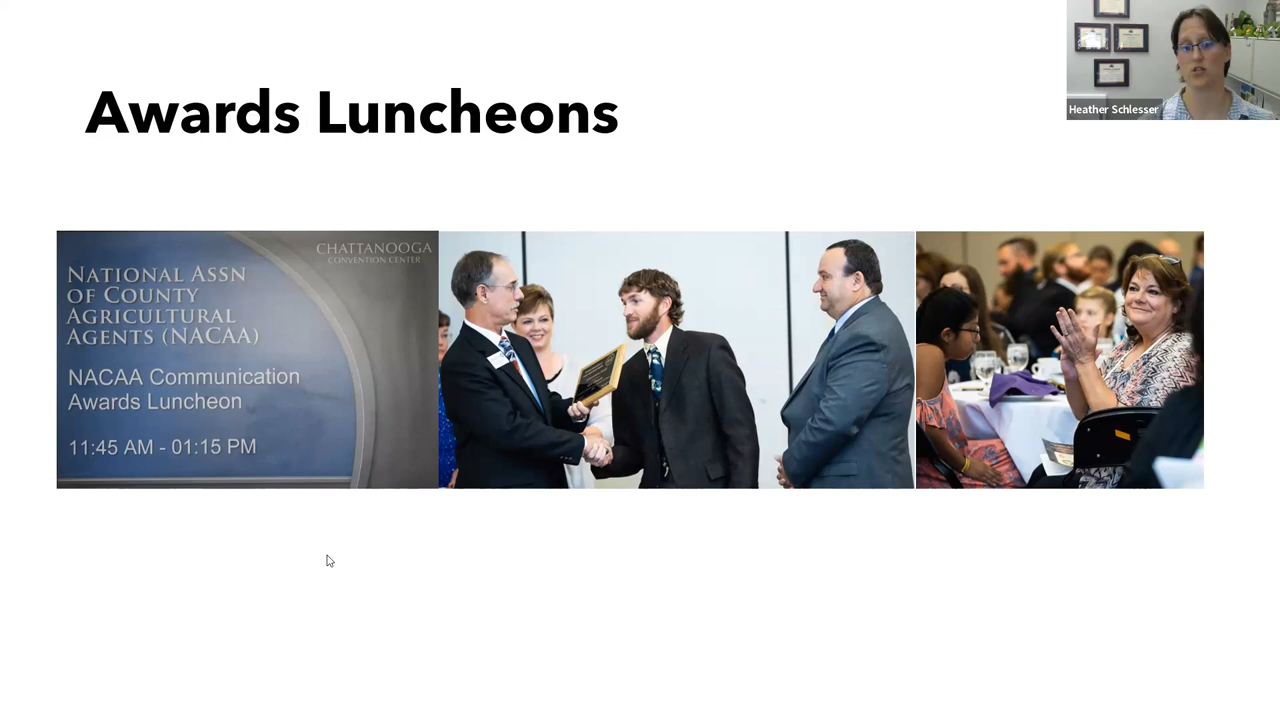 Awards Luncheons
Heather Schlesser
CHATTANOOGA
CONVENTION CENTER
NATIONAL ASSN
OF COUNTY
AGRICULTURAL
AGENTS (NACAA)
NACAA Communication
Awards Luncheon
11:45 AM - 01:15 PM